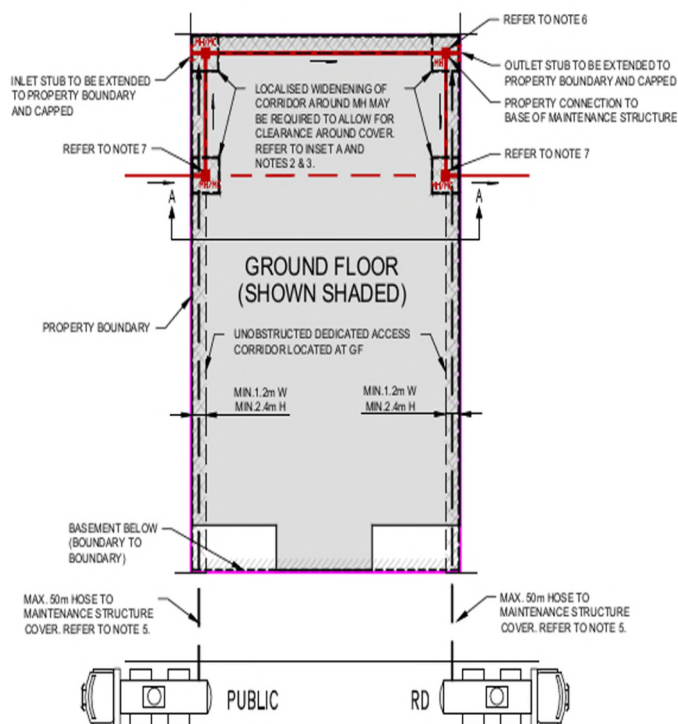 REFER TO NOTE 6
MH/MC
MH
INLET STUB TO BE EXTENDED
TO PROPERTY BOUNDARY
AND CAPPED
OUTLET STUB TO BE EXTENDED TO
PROPERTY BOUNDARY AND CAPPED
LOCALISED WIDENENING OF
CORRIDOR AROUND MH MAY
BE REQUIRED TO ALLOW FOR
CLEARANCE AROUND COVER.
REFER TO INSET A AND
NOTES 2 & 3.
PROPERTY CONNECTION TO
BASE OF MAINTENANCE STRUCTURE
REFER TO NOTE 7
REFER TO NOTE 7
MH/MC
MH/MC
A
A
GROUND FLOOR
(SHOWN SHADED)
PROPERTY BOUNDARY
UNOBSTRUCTED DEDICATED ACCESS
CORRIDOR LOCATED AT GF
MIN.1.2m W
MIN.2.4m H
MIN.1.2m W
MIN.2.4m H
BASEMENT BELOW
(BOUNDARY TO
BOUNDARY)
MAX. 50m HOSE TO
MAINTENANCE STRUCTURE
COVER. REFER TO NOTE 5.
MAX. 50m HOSE TO
MAINTENANCE STRUCTURE
COVER. REFER TO NOTE 5.
PUBLIC RD